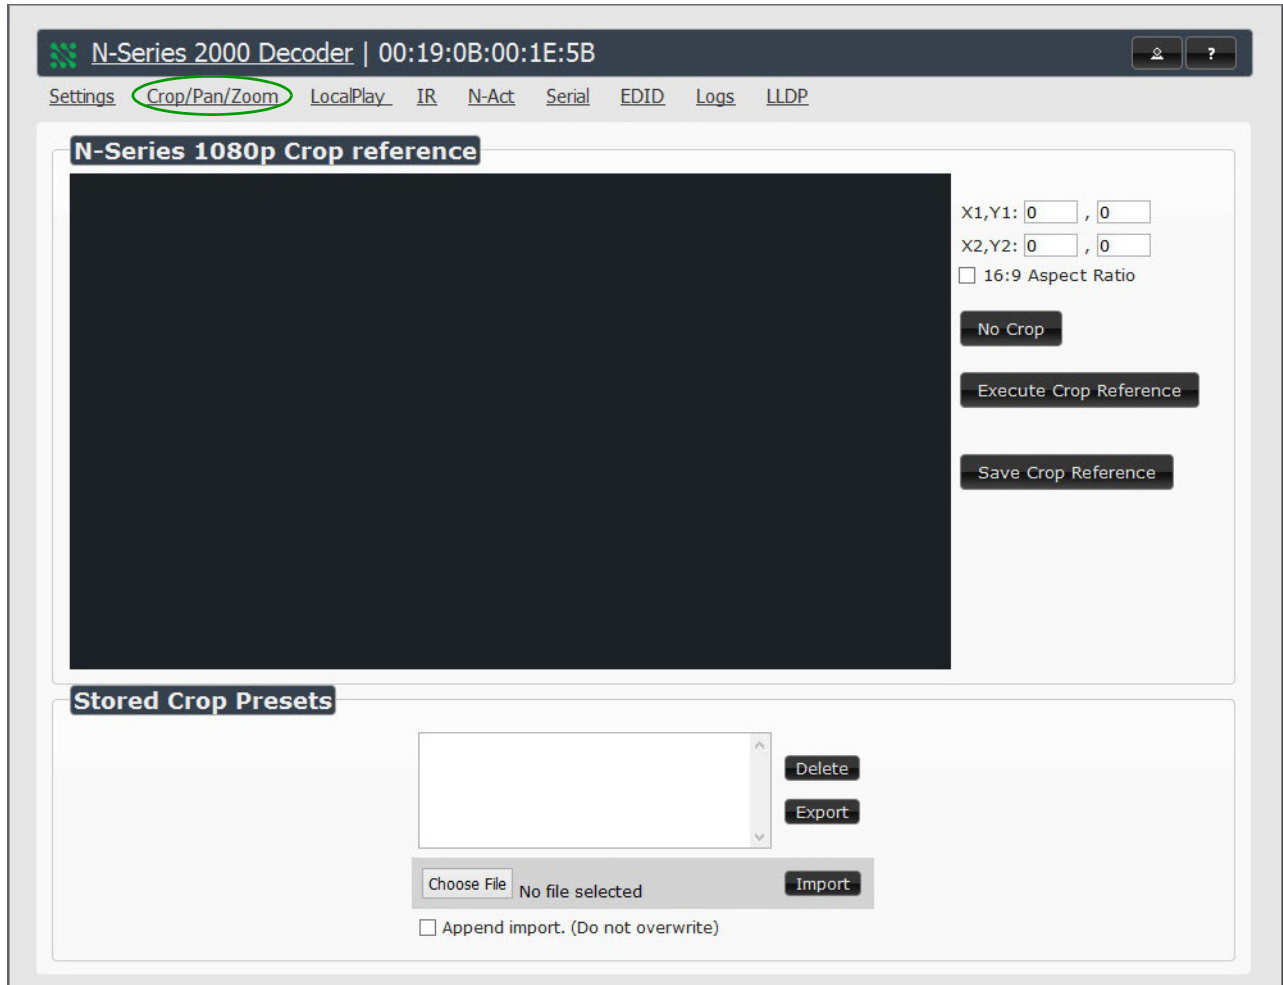 N-Series 2000 Decoder | 00:19:0B:00:1E:5B ?
Settings Crop/Pan/Zoom LocalPlay IR N-Act Serial EDID Logs LLDP
N-Series 1080p Crop reference
X1,Y1: 0 , 0
X2,Y2: 0 , 0
16:9 Aspect Ratio
No Crop
Execute Crop Reference
Save Crop Reference
Stored Crop Presets
Delete
Export
Choose File No file selected Import
Append import. (Do not overwrite)